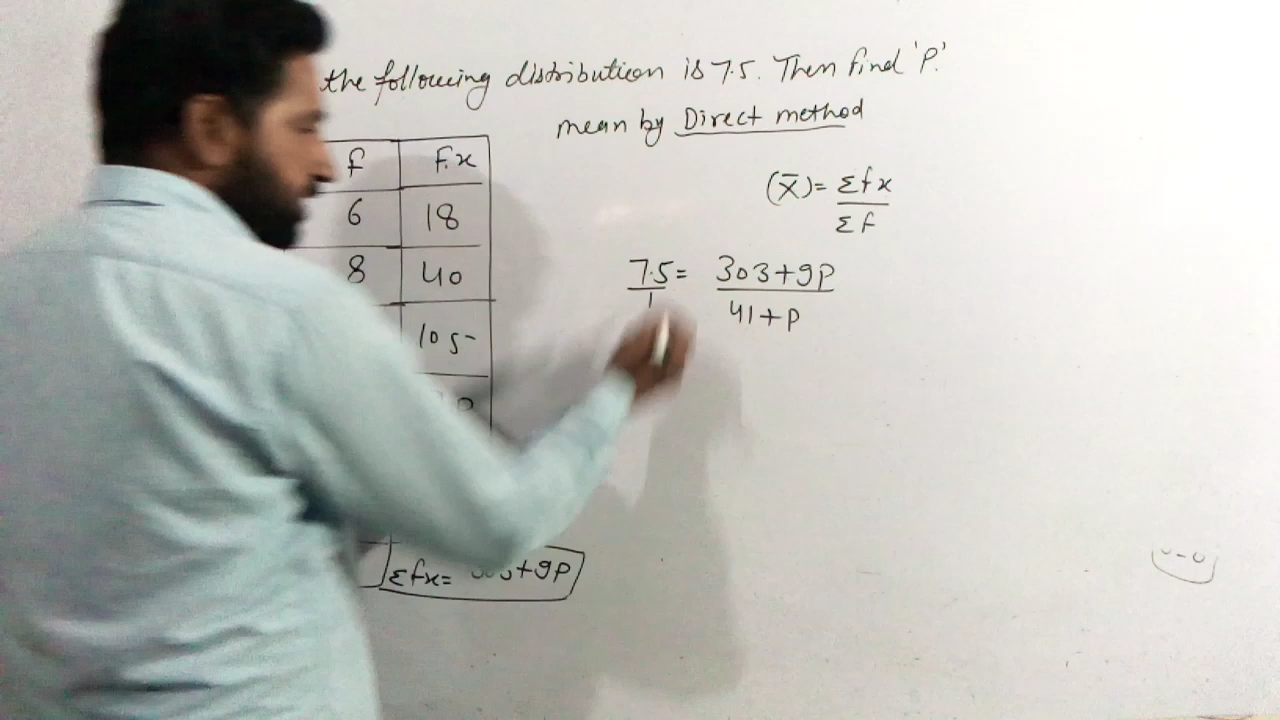 the following distribution is 7.5. Then find 'P.'
mean by Direct method
f f.x
6 18
8 40
105
(x̄)= Σfx / Σf
7.5 / 1 = 303+9p / 41+p
Σfx= +9p